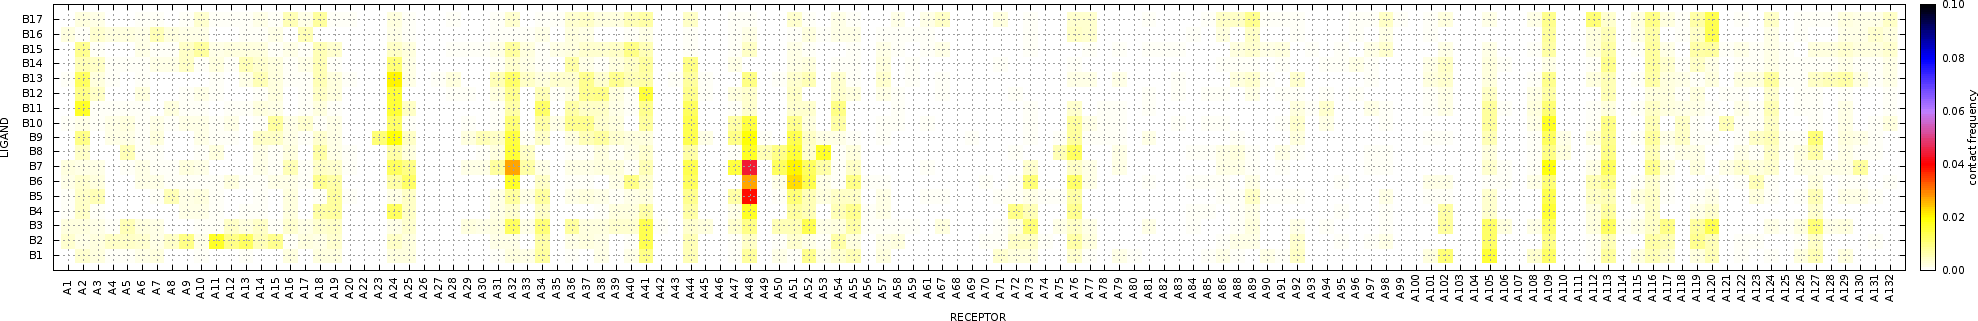 B17
B16
B15
B14
B13
B12
B11
B10
B9
B8
B7
B6
B5
B4
B3
B2
B1
LIGAND
A1 A2 A3 A4 A5 A6 A7 A8 A9 A10 A11 A12 A13 A14 A15 A16 A17 A18 A19 A20 A22 A23 A24 A25 A26 A27 A28 A29 A30 A31 A32 A33 A34 A35 A36 A37 A38 A39 A40 A41 A42 A43 A44 A45 A46 A47 A48 A49 A50 A51 A52 A53 A54 A55 A56 A57 A58 A59 A61 A67 A68 A69 A70 A71 A72 A73 A74 A75 A76 A77 A78 A79 A80 A81 A82 A83 A84 A85 A86 A88 A89 A90 A91 A92 A93 A94 A95 A96 A97 A98 A99 A100 A101 A102 A103 A104 A105 A106 A107 A108 A109 A110 A111 A112 A113 A114 A115 A116 A117 A118 A119 A120 A121 A122 A123 A124 A125 A126 A127 A128 A129 A130 A131 A132
RECEPTOR
0.10
0.08
0.06
0.04
0.02
0.00
contact frequency